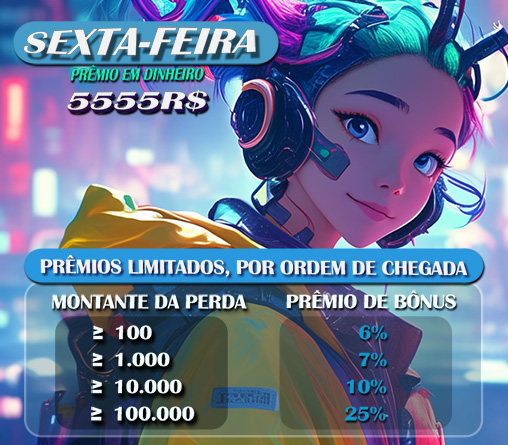 SEXTA-FEIRA
PRÊMIO EM DINHEIRO
5555R$
PRÊMIOS LIMITADOS, POR ORDEM DE CHEGADA
MONTANTE DA PERDA PRÊMIO DE BÔNUS
≥ 100 6%
≥ 1.000 7%
≥ 10.000 10%
≥ 100.000 25%